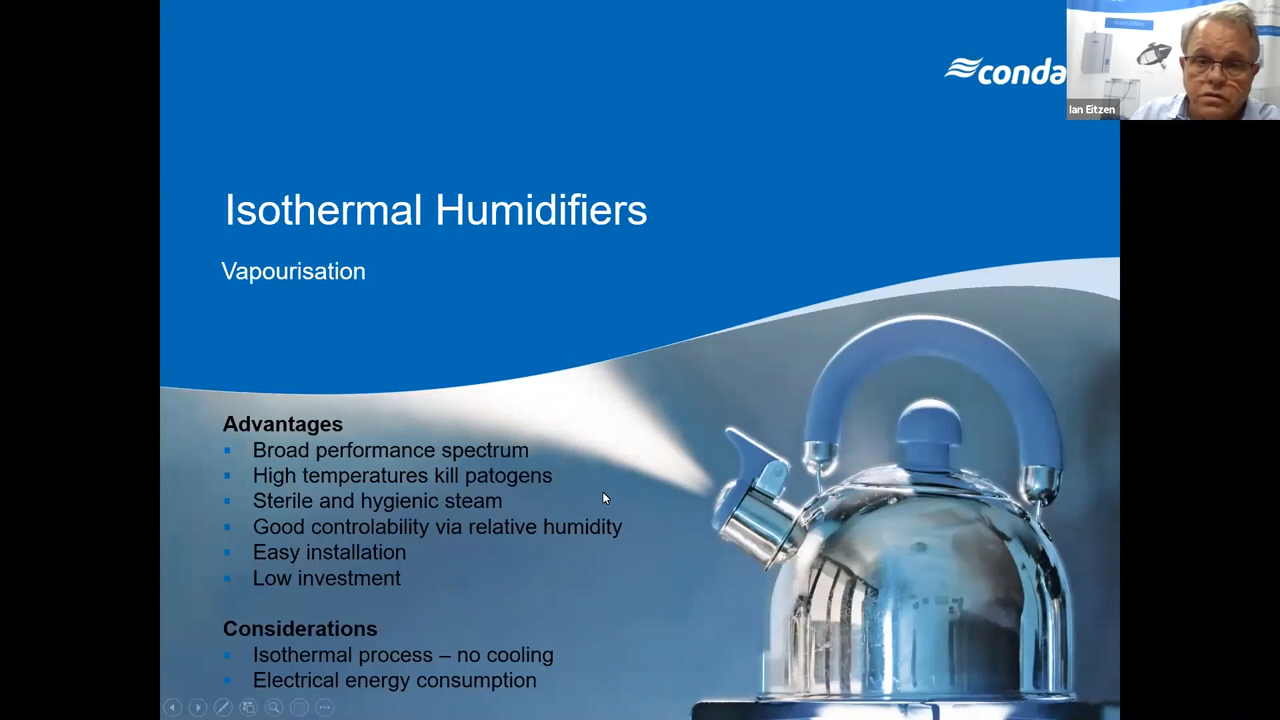 conda
Ian Eitzen
Isothermal Humidifiers
Vapourisation
Advantages
Broad performance spectrum
High temperatures kill patogens
Sterile and hygienic steam
Good controlability via relative humidity
Easy installation
Low investment
Considerations
Isothermal process – no cooling
Electrical energy consumption